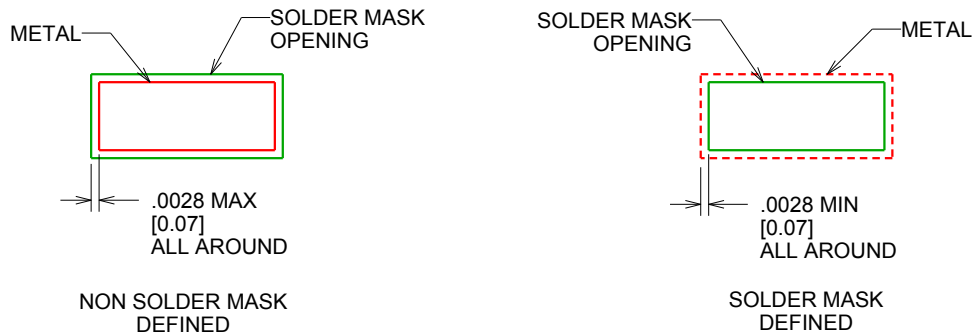 METAL
SOLDER MASK
OPENING
.0028 MAX
[0.07]
ALL AROUND
NON SOLDER MASK
DEFINED
SOLDER MASK
OPENING
METAL
.0028 MIN
[0.07]
ALL AROUND
SOLDER MASK
DEFINED